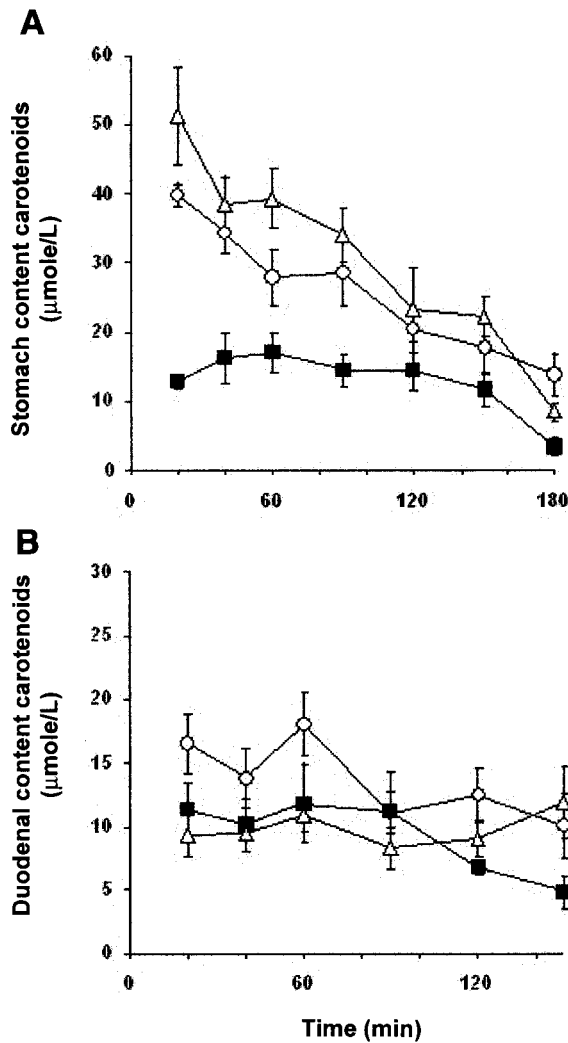 A
Stomach content carotenoids
(μmole/L)
60
50
40
30
20
10
0
0 60 120 180
B
Duodenal content carotenoids
(μmole/L)
30
25
20
15
10
5
0
0 60 120
Time (min)